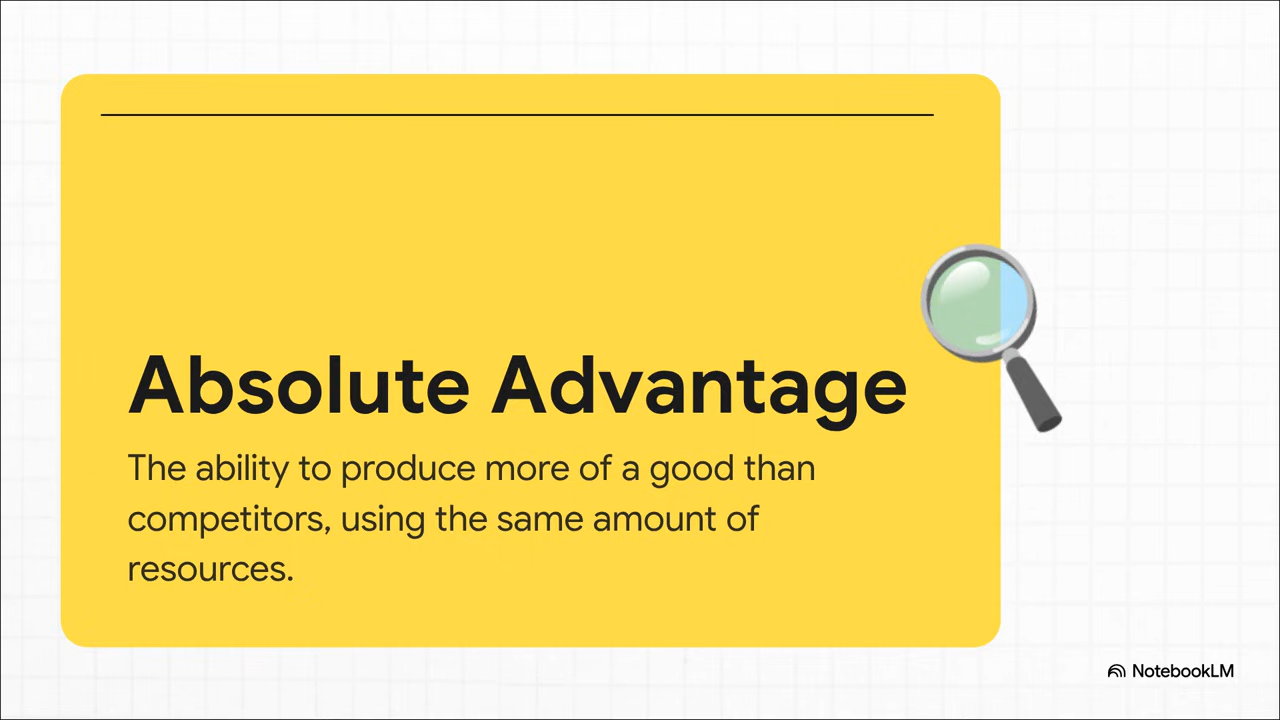 Absolute Advantage
The ability to produce more of a good than
competitors, using the same amount of
resources.
NotebookLM